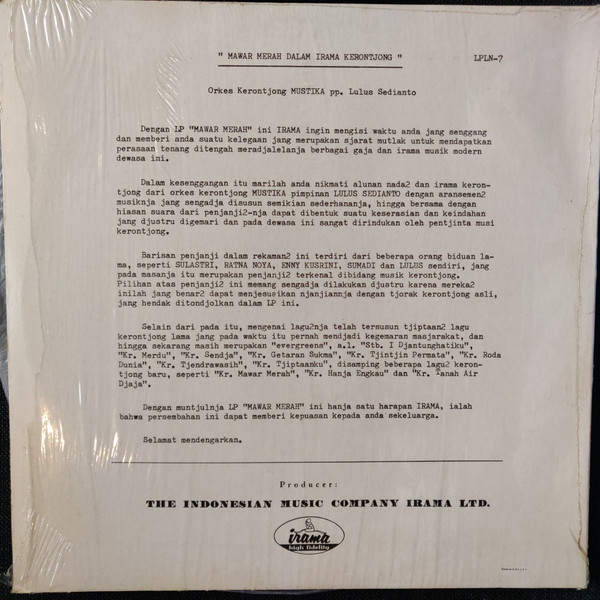 " MAWAR MERAH DALAM IRAMA KERONTJONG "
LPLN-7
Orkes Kerontjong MUSTIKA pp. Lulus Sedianto
Dengan LP "MAWAR MERAH" ini IRAMA ingin mengisi waktu anda jang senggang
dan memberi anda suatu kelegaan jang merupakan sjarat mutlak untuk mendapatkan
perasaan tenang ditengah meradjalelanja berbagai gaja dan irama musik modern
dewasa ini.
Dalam kesenggangan itu marilah anda nikmati alunan nada2 dan irama keron-
tjong dari orkes kerontjong MUSTIKA pimpinan LULUS SEDIANTO dengan aransemen2
musiknja jang sengadja disusun semikian sederhananja, hingga bersama dengan
hiasan suara dari penjanji2-nja dapat dibentuk suatu keserasian dan keindahan
jang djustru digemari dan pada dewasa ini sangat dirindukan oleh pentjinta musi
kerontjong.
Barisan penjanji dalam rekaman2 ini terdiri dari beberapa orang biduan la-
ma, seperti SULASTRI, RATNA NOYA, ENNY KUSRINI, SUMADI dan LULUS sendiri, jang
pada masanja itu merupakan penjanji2 terkenal dibidang musik kerontjong.
Pilihan atas penjanji2 ini memang sengadja dilakukan djustru karena mereka2
inilah jang benar2 dapat menjesuaikan njanjiannja dengan tjorak kerontjong asli,
jang hendak ditondjolkan dalam LP ini.
Selain dari pada itu, mengenai lagu2nja telah tersusun tjiptaan2 lagu
kerontjong lama jang pada waktu itu pernah mendjadi kegemaran masjarakat, dan
hingga sekarang masih merupakan "evergreens", a.l. "Stb. I Djantunghatiku",
"Kr. Merdu", "Kr. Sendja", "Kr. Getaran Sukma", "Kr. Tjintjin Permata", "Kr. Roda
Dunia", "Kr. Tjendrawasih", "Kr. Tjiptaanku", disamping beberapa lagu2 keron-
tjong baru, seperti "Kr. Mawar Merah", "Kr. Hanja Engkau" dan "Kr. Tanah Air
Djaja".
Dengan muntjulnja LP "MAWAR MERAH" ini hanja satu harapan IRAMA, ialah
bahwa persembahan ini dapat memberi kepuasan kepada anda sekeluarga.
Selamat mendengarkan.
Producer:
THE INDONESIAN MUSIC COMPANY IRAMA LTD.
irama
high fidelity